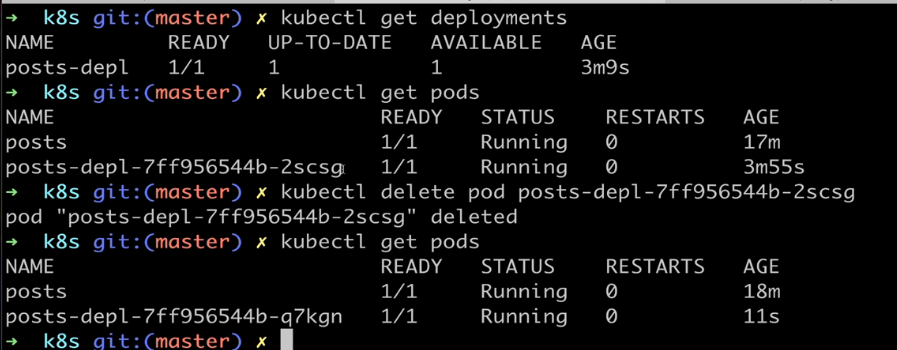 ➜  k8s git:(master) ✗ kubectl get deployments
NAME         READY   UP-TO-DATE   AVAILABLE   AGE
posts-depl   1/1     1            1           3m9s
➜  k8s git:(master) ✗ kubectl get pods
NAME                          READY   STATUS    RESTARTS   AGE
posts                         1/1     Running   0          17m
posts-depl-7ff956544b-2scsg   1/1     Running   0          3m55s
➜  k8s git:(master) ✗ kubectl delete pod posts-depl-7ff956544b-2scsg
pod "posts-depl-7ff956544b-2scsg" deleted
➜  k8s git:(master) ✗ kubectl get pods
NAME                          READY   STATUS    RESTARTS   AGE
posts                         1/1     Running   0          18m
posts-depl-7ff956544b-q7kgn   1/1     Running   0          11s
➜  k8s git:(master) ✗